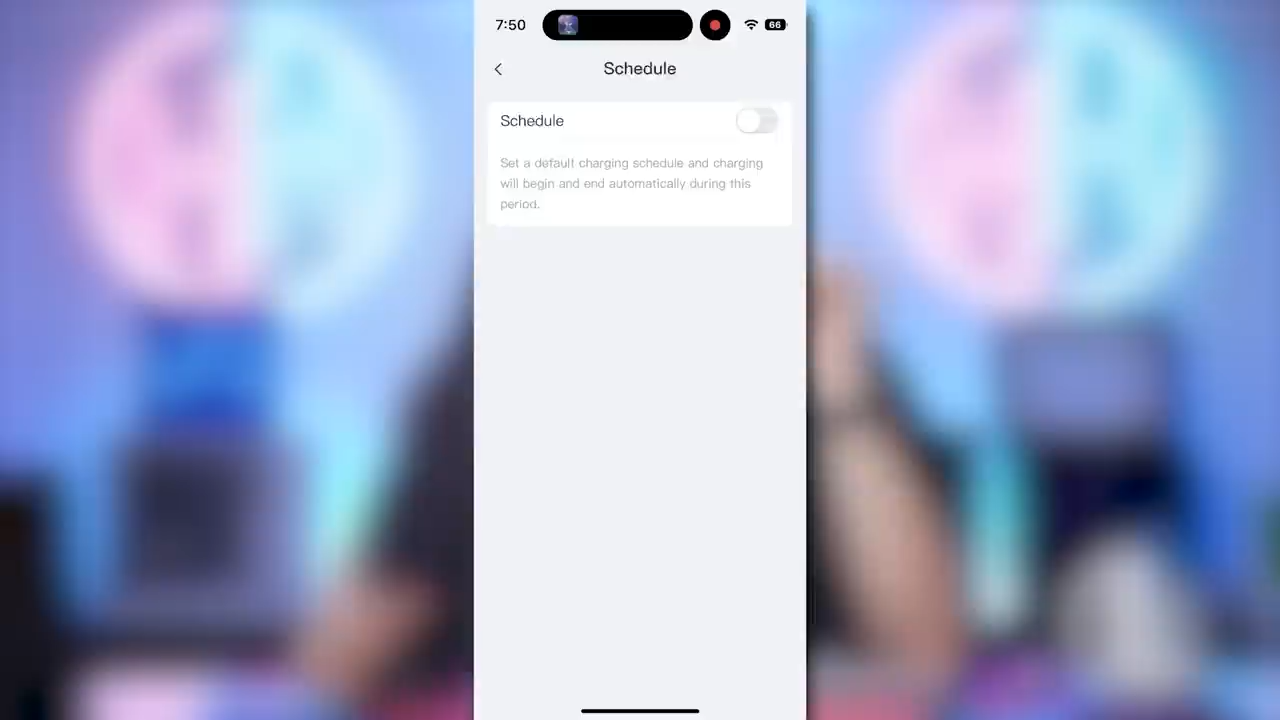 7:50
66
Schedule
Schedule
Set a default charging schedule and charging
will begin and end automatically during this
period.